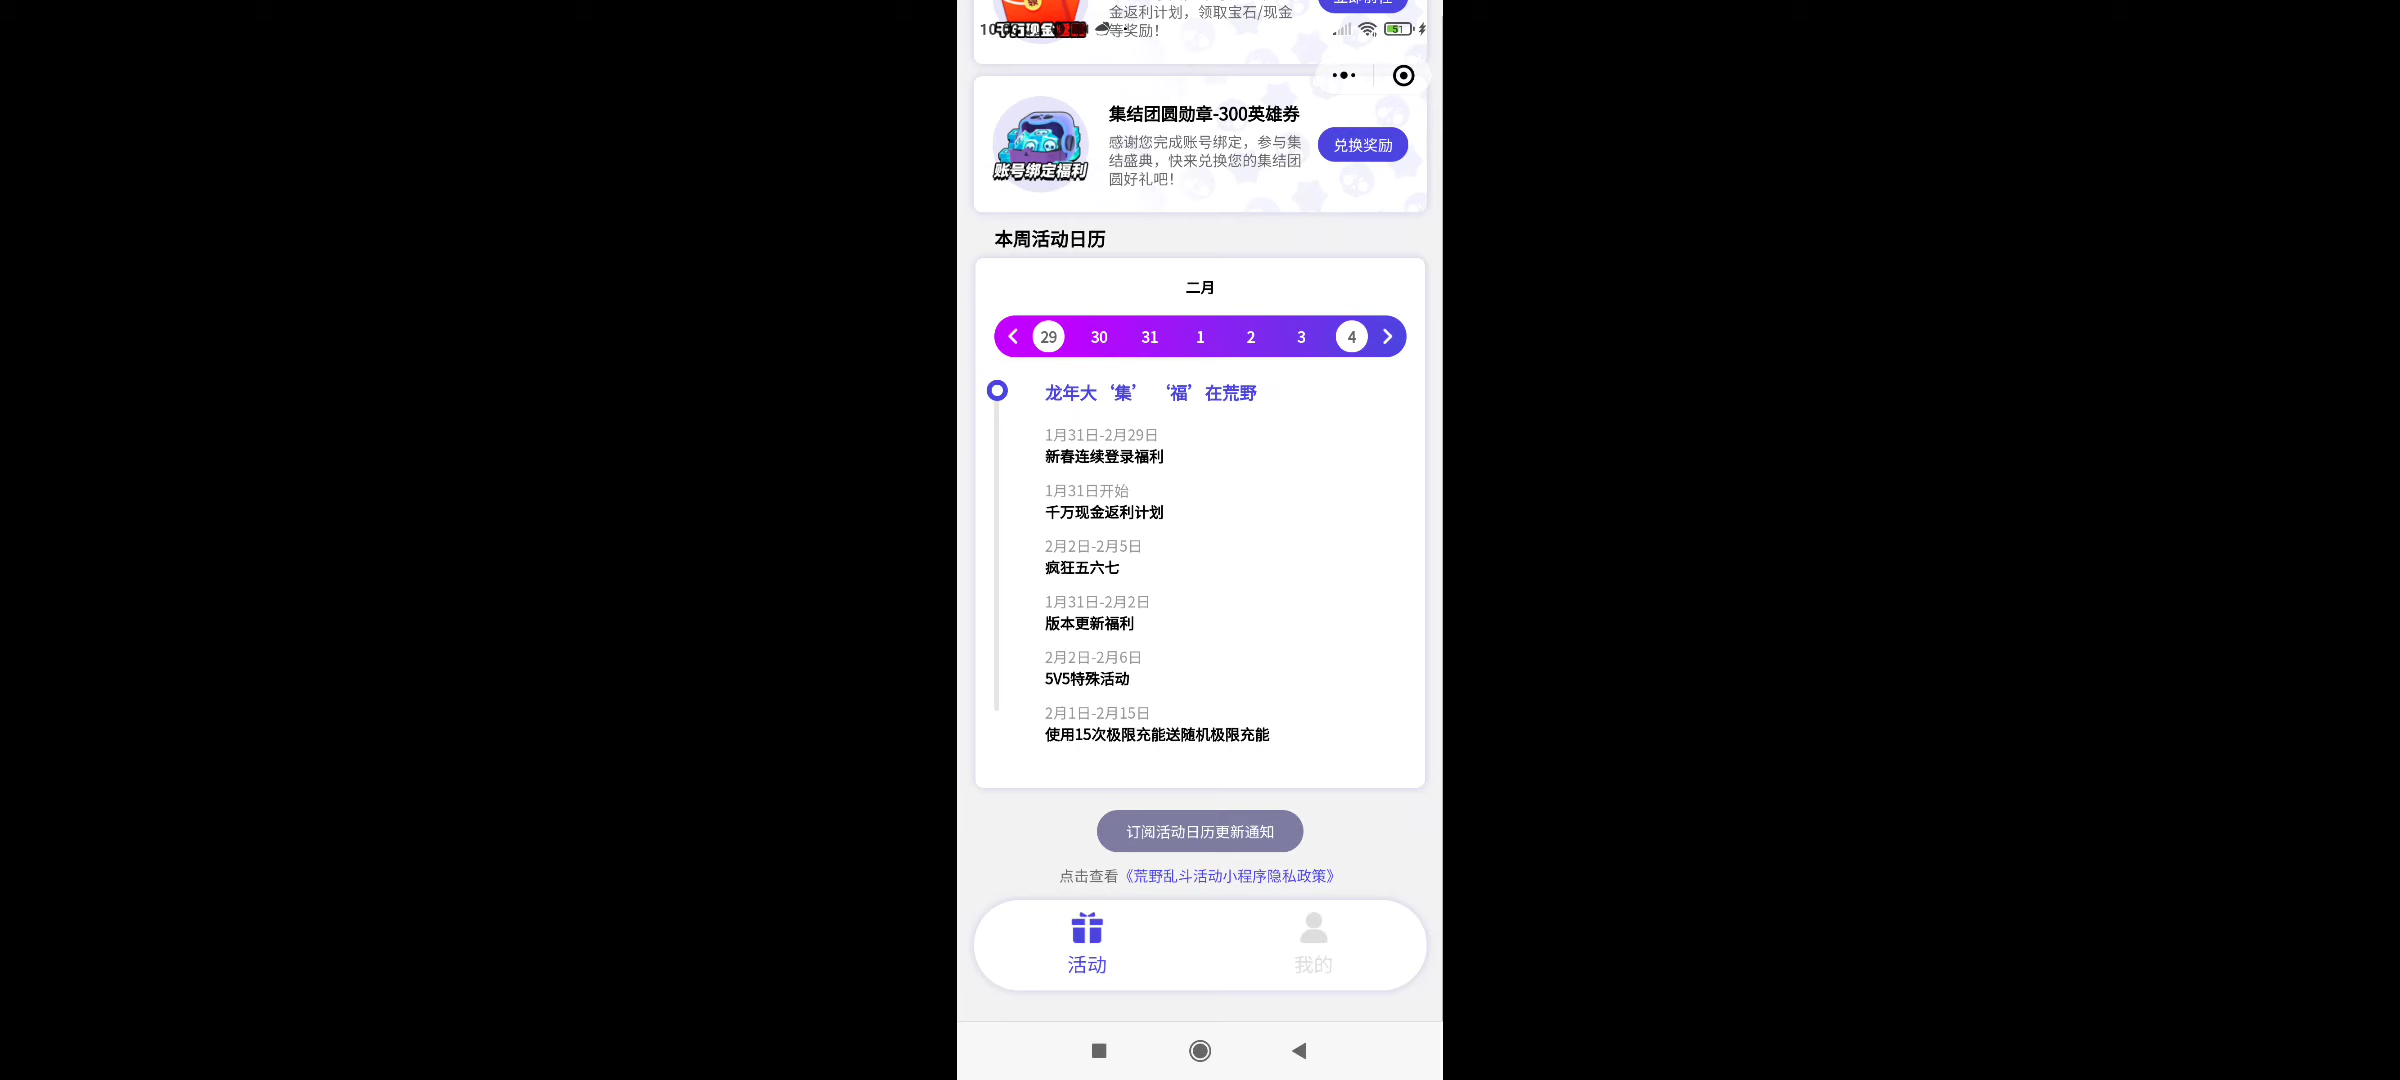 立即前往
金返利计划，领取宝石/现金
等奖励！
51
集结团圆勋章-300英雄券
感谢您完成账号绑定，参与集
结盛典，快来兑换您的集结团
圆好礼吧！
兑换奖励
账号绑定福利
本周活动日历
二月
29 30 31 1 2 3 4
龙年大‘集’ ‘福’在荒野
1月31日-2月29日
新春连续登录福利
1月31日开始
千万现金返利计划
2月2日-2月5日
疯狂五六七
1月31日-2月2日
版本更新福利
2月2日-2月6日
5V5特殊活动
2月1日-2月15日
使用15次极限充能送随机极限充能
订阅活动日历更新通知
点击查看《荒野乱斗活动小程序隐私政策》
活动
我的